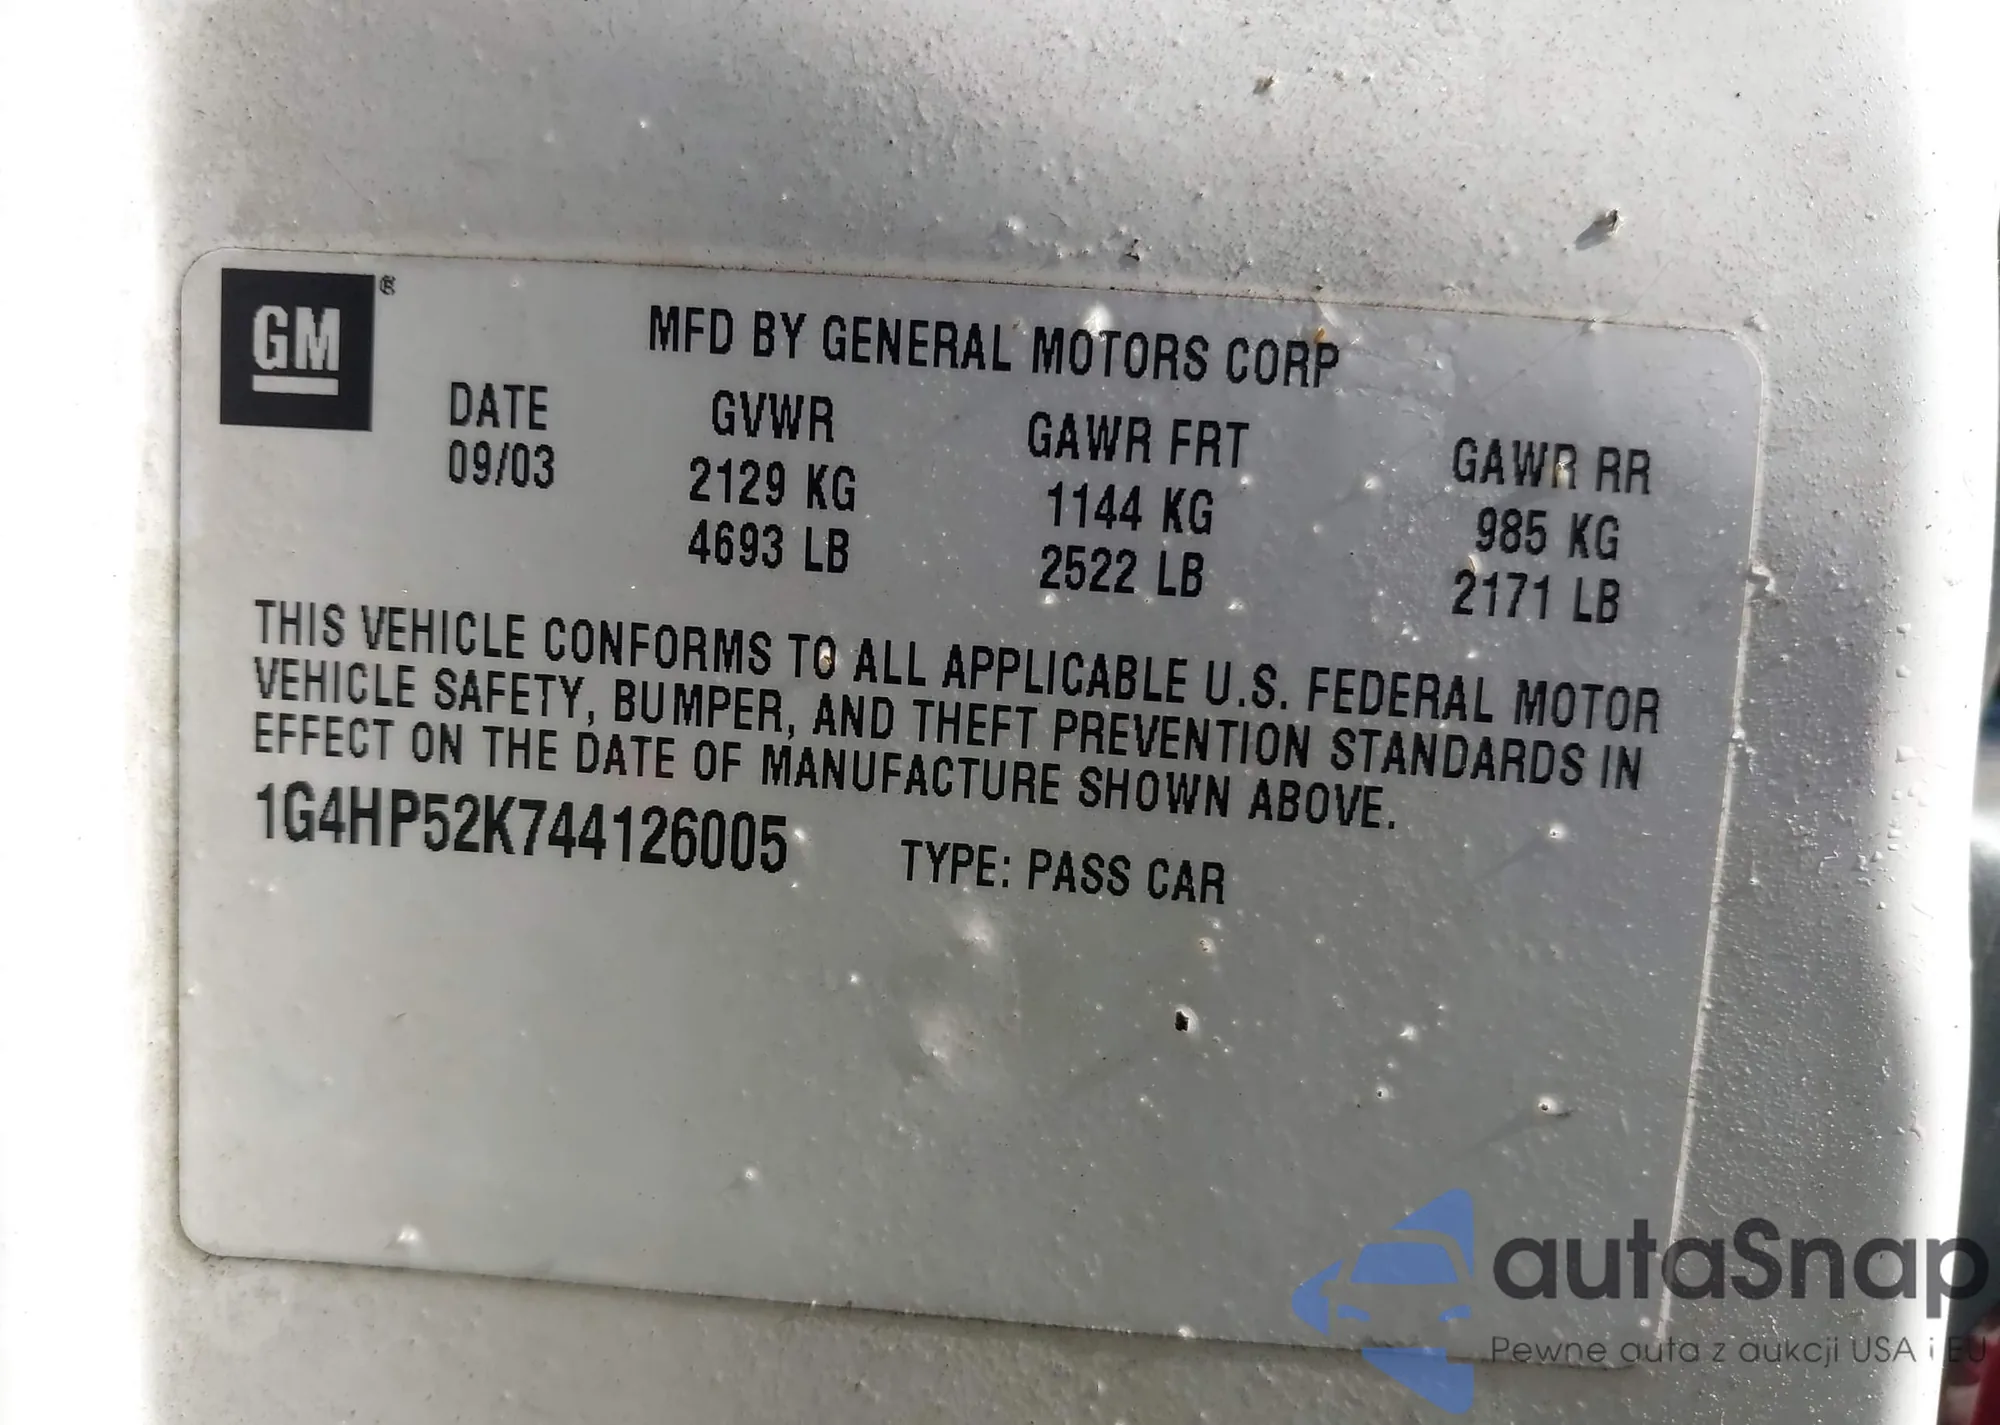 GM ®
MFD BY GENERAL MOTORS CORP
DATE GVWR GAWR FRT GAWR RR
09/03 2129 KG 1144 KG 985 KG
4693 LB 2522 LB 2171 LB
THIS VEHICLE CONFORMS TO ALL APPLICABLE U.S. FEDERAL MOTOR
VEHICLE SAFETY, BUMPER, AND THEFT PREVENTION STANDARDS IN
EFFECT ON THE DATE OF MANUFACTURE SHOWN ABOVE.
1G4HP52K744126005 TYPE: PASS CAR
autaSnap
Pewne auta z aukcji USA i EU